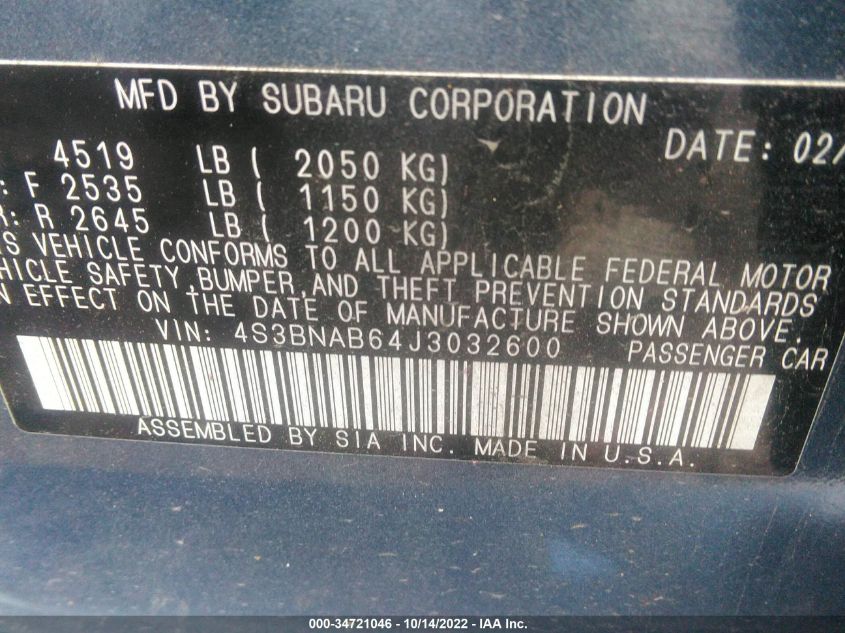 MFD BY SUBARU CORPORATION
DATE: 02/
4519 LB ( 2050 KG)
F 2535 LB ( 1150 KG)
R 2645 LB ( 1200 KG)
VEHICLE CONFORMS TO ALL APPLICABLE FEDERAL MOTOR
SAFETY,BUMPER,AND THEFT PREVENTION STANDARDS
EFFECT ON THE DATE OF MANUFACTURE SHOWN ABOVE.
VIN: 4S3BNAB64J3032600 PASSENGER CAR
ASSEMBLED BY SIA INC. MADE IN U.S.A.
000-34721046 - 10/14/2022 - IAA Inc.